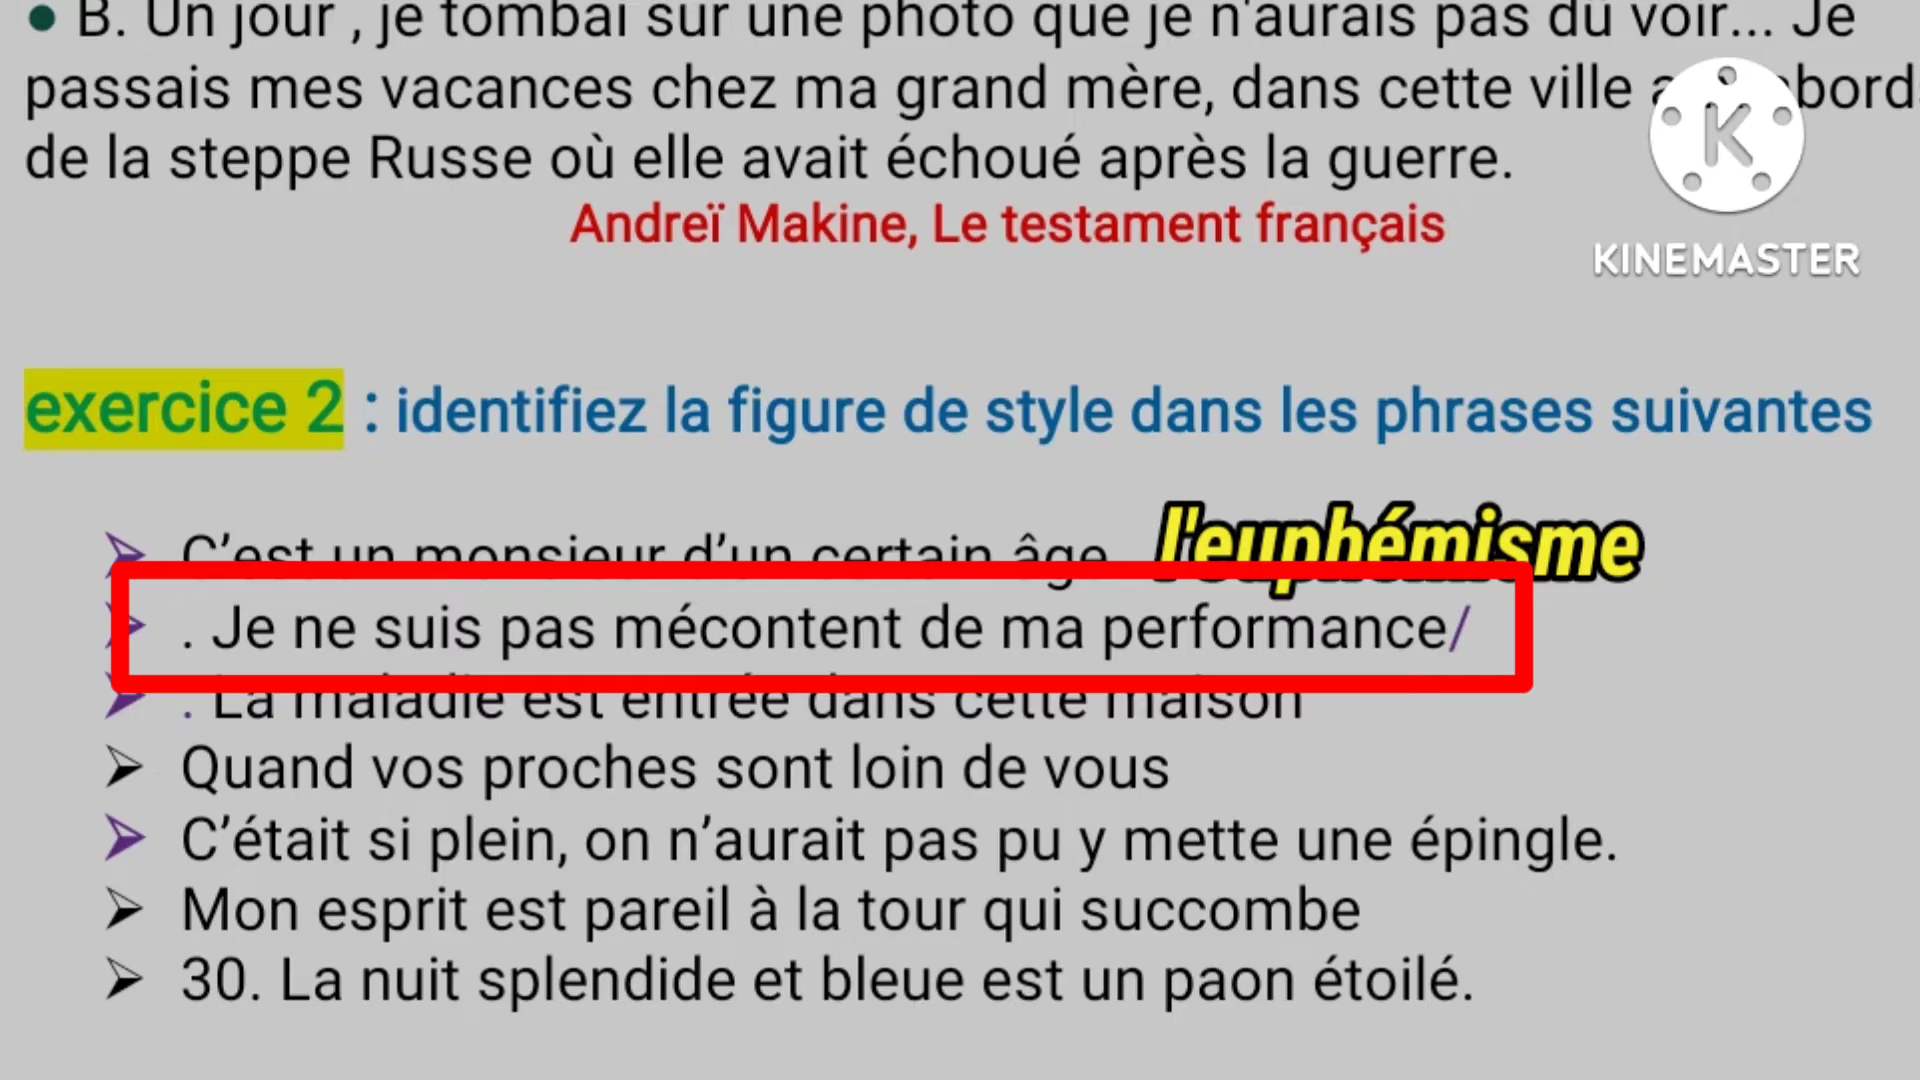 • B. Un jour , je tombai sur une photo que je n'aurais pas dû voir... Je
passais mes vacances chez ma grand mère, dans cette ville
de la steppe Russe où elle avait échoué après la guerre.
Andreï Makine, Le testament français
K
KINEMASTER
exercice 2 : identifiez la figure de style dans les phrases suivantes
➢ C’est un monsieur d’un certain âge l'euphémisme
➢ . Je ne suis pas mécontent de ma performance/
➢ . La maladie est entrée dans cette maison
➢ Quand vos proches sont loin de vous
➢ C’était si plein, on n’aurait pas pu y mette une épingle.
➢ Mon esprit est pareil à la tour qui succombe
➢ 30. La nuit splendide et bleue est un paon étoilé.